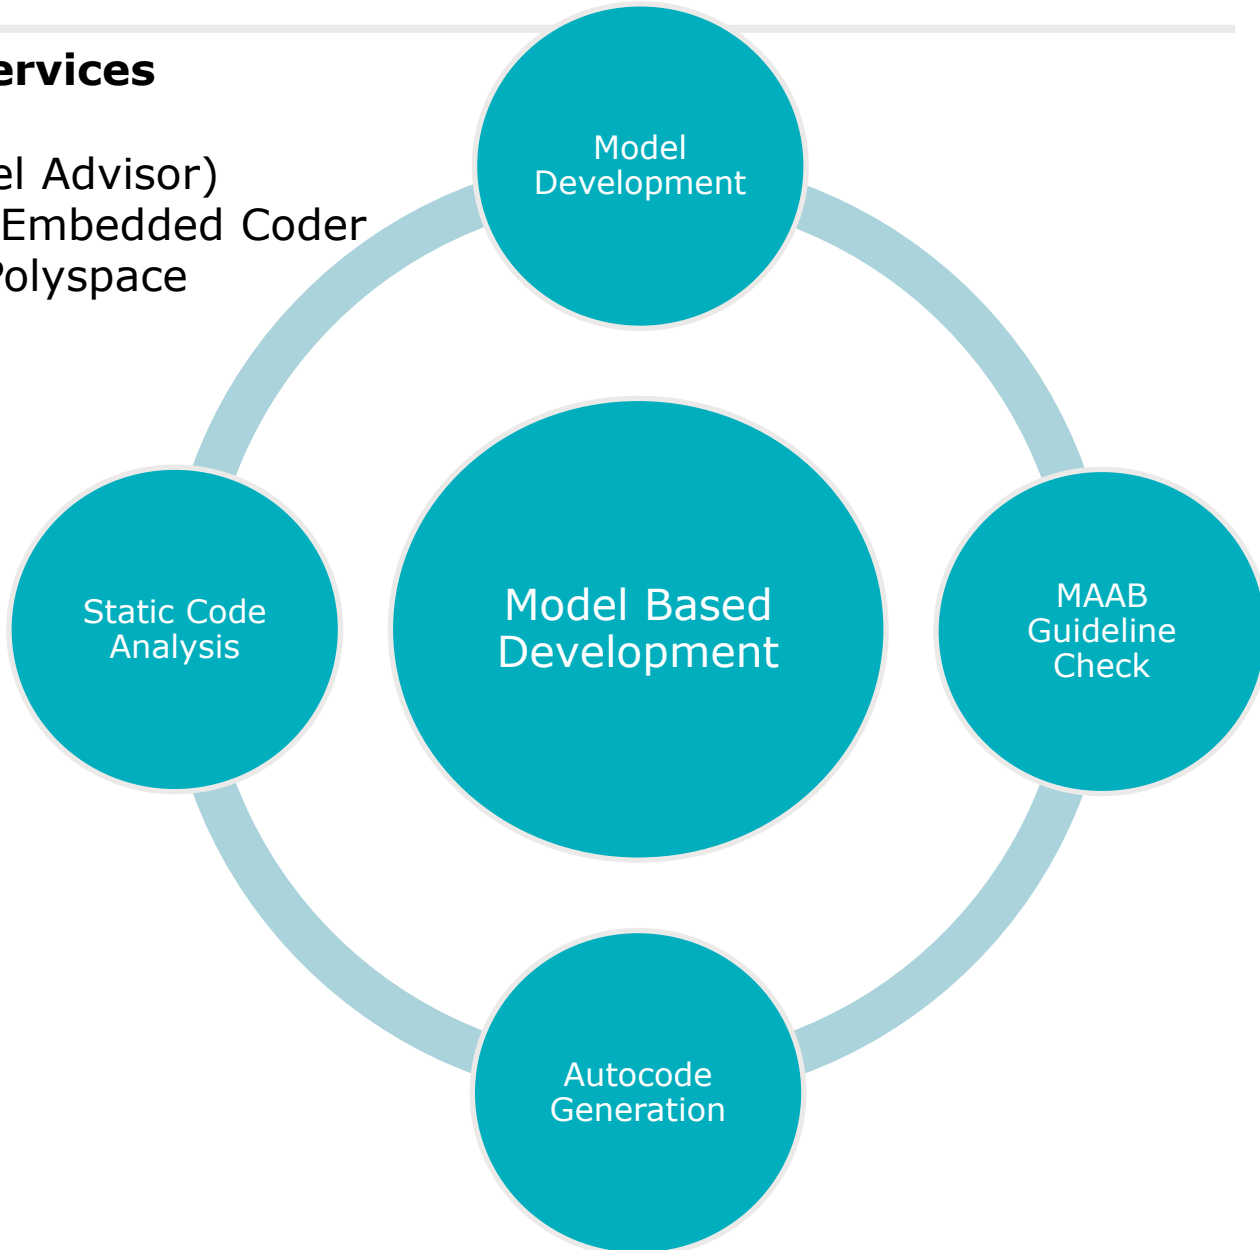 ervices
el Advisor)
Embedded Coder
Polyspace
Model
Development
Static Code
Analysis
Model Based
Development
MAAB
Guideline
Check
Autocode
Generation